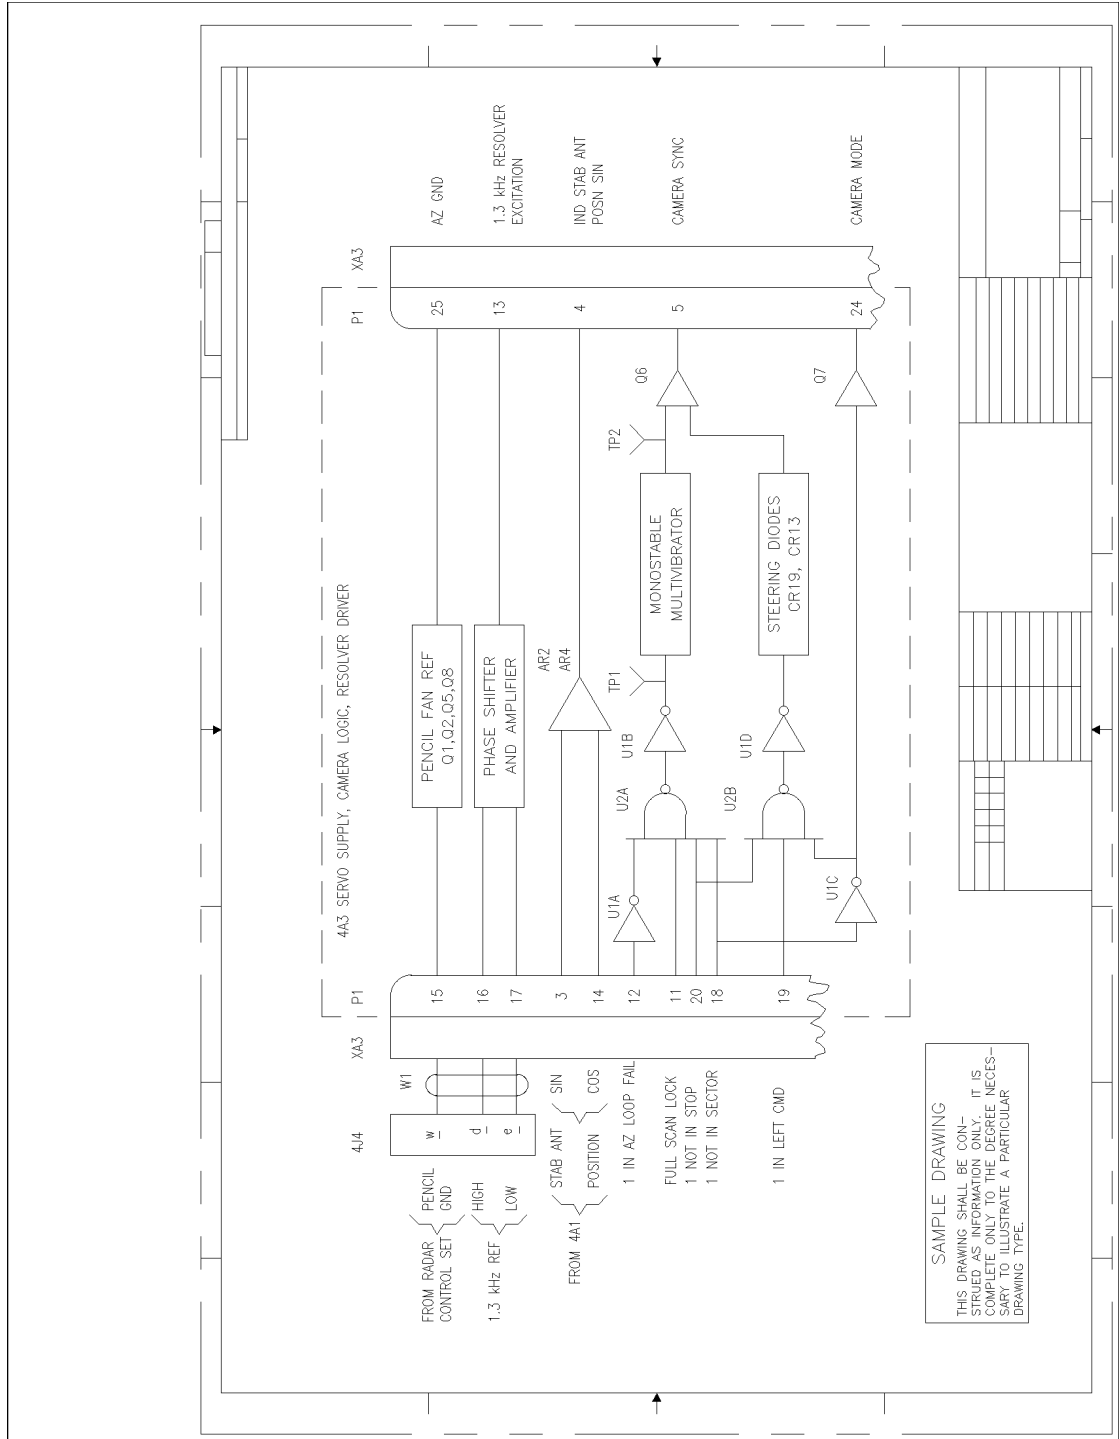 4A3 SERVO SUPPLY, CAMERA LOGIC, RESOLVER DRIVER
4J4
W1
XA3
P1
P1
XA3
FROM RADAR
CONTROL SET
PENCIL
GND
w
15
PENCIL FAN REF
Q1,Q2,Q5,Q8
25
AZ GND
1.3 kHz REF
HIGH
LOW
d
e
16
17
PHASE SHIFTER
AND AMPLIFIER
13
1.3 kHz RESOLVER
EXCITATION
FROM 4A1
STAB ANT
POSITION
SIN
COS
3
14
AR2
AR4
4
IND STAB ANT
POSN SIN
1 IN AZ LOOP FAIL
12
U1A
FULL SCAN LOCK
11
1 NOT IN STOP
20
1 NOT IN SECTOR
18
U2A
U1B
TP1
MONOSTABLE
MULTIVIBRATOR
TP2
Q6
5
CAMERA SYNC
1 IN LEFT CMD
19
U2B
U1D
STEERING DIODES
CR19, CR13
U1C
Q7
24
CAMERA MODE
SAMPLE DRAWING
THIS DRAWING SHALL BE CON-
STRUED AS INFORMATION ONLY. IT IS
COMPLETE ONLY TO THE DEGREE NECES-
SARY TO ILLUSTRATE A PARTICULAR
DRAWING TYPE.